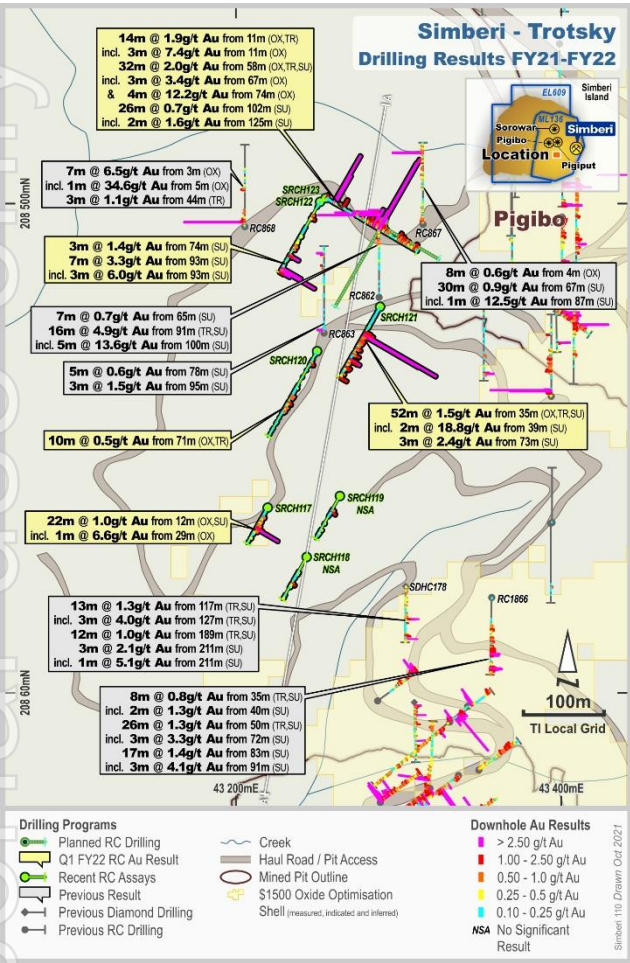 Simberi - Trotsky
Drilling Results FY21-FY22
14m @ 1.9g/t Au from 11m (OX,TR)
incl. 3m @ 7.4g/t Au from 11m (OX)
32m @ 2.0g/t Au from 58m (OX,TR,SU)
incl. 3m @ 3.4g/t Au from 67m (OX)
& 4m @ 12.2g/t Au from 74m (OX)
26m @ 0.7g/t Au from 102m (SU)
incl. 2m @ 1.6g/t Au from 125m (SU)
EL609
Simberi
Island
ML136
Sorowar
Simberi
Pigibo
Location
Pigiput
7m @ 6.5g/t Au from 3m (OX)
incl. 1m @ 34.6g/t Au from 5m (OX)
3m @ 1.1g/t Au from 44m (TR)
208 500mN
SRCH123
SRCH122
RC868
RC867
Pigibo
3m @ 1.4g/t Au from 74m (SU)
7m @ 3.3g/t Au from 93m (SU)
incl. 3m @ 6.0g/t Au from 93m (SU)
8m @ 0.6g/t Au from 4m (OX)
30m @ 0.9g/t Au from 67m (SU)
incl. 1m @ 12.5g/t Au from 87m (SU)
7m @ 0.7g/t Au from 65m (SU)
16m @ 4.9g/t Au from 91m (TR,SU)
incl. 5m @ 13.6g/t Au from 100m (SU)
RC862
SRCH121
RC863
SRCH120
5m @ 0.6g/t Au from 78m (SU)
3m @ 1.5g/t Au from 95m (SU)
52m @ 1.5g/t Au from 35m (OX,TR,SU)
incl. 2m @ 18.8g/t Au from 39m (SU)
3m @ 2.4g/t Au from 73m (SU)
10m @ 0.5g/t Au from 71m (OX,TR)
SRCH117
SRCH119
NSA
22m @ 1.0g/t Au from 12m (OX,SU)
incl. 1m @ 6.6g/t Au from 29m (OX)
SRCH118
NSA
SDHC178
RC1866
13m @ 1.3g/t Au from 117m (TR,SU)
incl. 3m @ 4.0g/t Au from 127m (TR,SU)
12m @ 1.0g/t Au from 189m (TR,SU)
3m @ 2.1g/t Au from 211m (SU)
incl. 1m @ 5.1g/t Au from 211m (SU)
208 60mN
8m @ 0.8g/t Au from 35m (TR,SU)
incl. 2m @ 1.3g/t Au from 40m (SU)
26m @ 1.3g/t Au from 50m (TR,SU)
incl. 3m @ 3.3g/t Au from 72m (SU)
17m @ 1.4g/t Au from 83m (SU)
incl. 3m @ 4.1g/t Au from 91m (SU)
N
100m
TI Local Grid
43 200mE
43 400mE
Drilling Programs
Planned RC Drilling
Q1 FY22 RC Au Result
Recent RC Assays
Previous Result
Previous Diamond Drilling
Previous RC Drilling
Creek
Haul Road / Pit Access
Mined Pit Outline
$1500 Oxide Optimisation
Shell (measured, indicated and inferred)
Downhole Au Results
> 2.50 g/t Au
1.00 - 2.50 g/t Au
0.50 - 1.0 g/t Au
0.25 - 0.5 g/t Au
0.10 - 0.25 g/t Au
NSA No Significant
Result
Simberi 110 Drawn Oct 2021